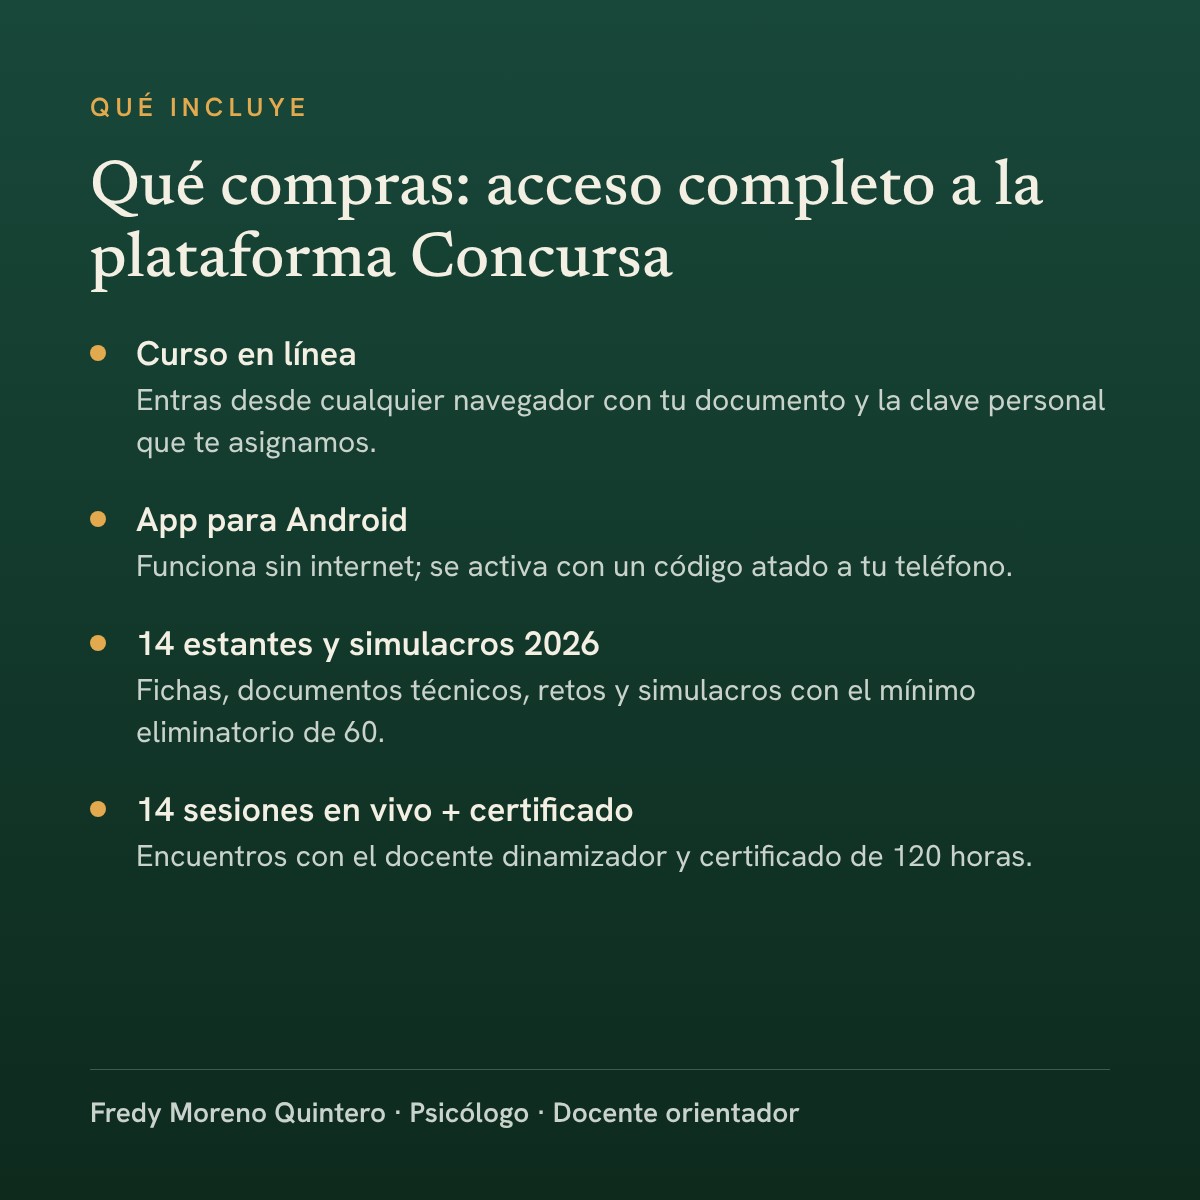 QUÉ INCLUYE
Qué compras: acceso completo a la
plataforma Concursa
Curso en línea
Entras desde cualquier navegador con tu documento y la clave personal
que te asignamos.
App para Android
Funciona sin internet; se activa con un código atado a tu teléfono.
14 estantes y simulacros 2026
Fichas, documentos técnicos, retos y simulacros con el mínimo
eliminatorio de 60.
14 sesiones en vivo + certificado
Encuentros con el docente dinamizador y certificado de 120 horas.
Fredy Moreno Quintero · Psicólogo · Docente orientador